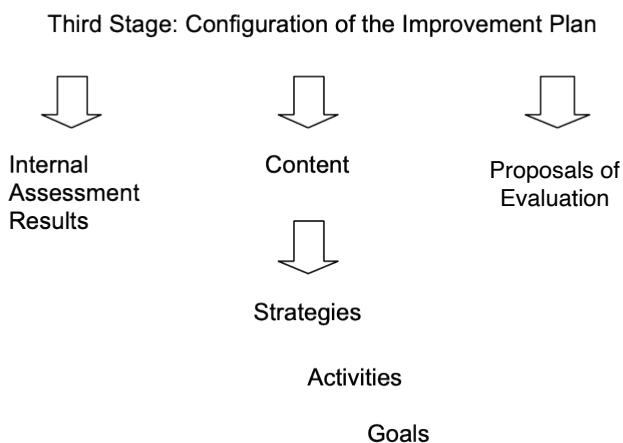 Third Stage: Configuration of the Improvement Plan
Internal
Assessment
Results
Content
Proposals of
Evaluation
Strategies
Activities
Goals